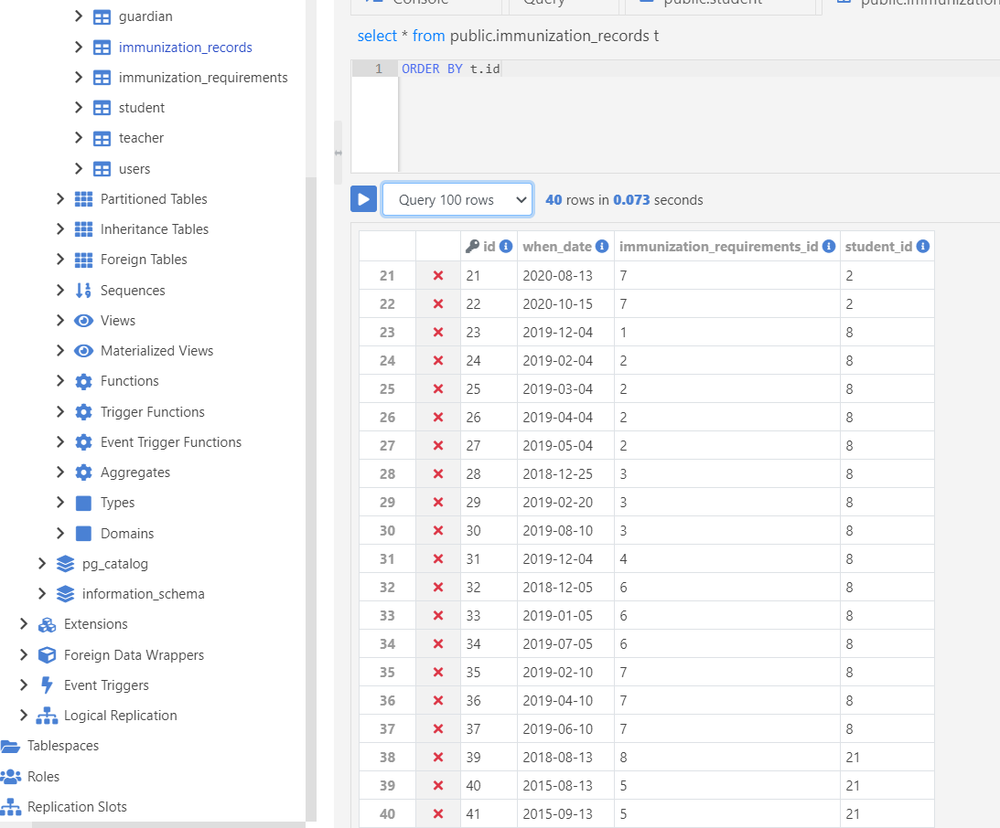 guardian
immunization_records
immunization_requirements
student
teacher
users
Partitioned Tables
Inheritance Tables
Foreign Tables
Sequences
Views
Materialized Views
Functions
Trigger Functions
Event Trigger Functions
Aggregates
Types
Domains
pg_catalog
information_schema
Extensions
Foreign Data Wrappers
Event Triggers
Logical Replication
Tablespaces
Roles
Replication Slots
Console Query public.student public.immunization
select * from public.immunization_records t
1 ORDER BY t.id
Query 100 rows 40 rows in 0.073 seconds
id when_date immunization_requirements_id student_id
21 21 2020-08-13 7 2
22 22 2020-10-15 7 2
23 23 2019-12-04 1 8
24 24 2019-02-04 2 8
25 25 2019-03-04 2 8
26 26 2019-04-04 2 8
27 27 2019-05-04 2 8
28 28 2018-12-25 3 8
29 29 2019-02-20 3 8
30 30 2019-08-10 3 8
31 31 2019-12-04 4 8
32 32 2018-12-05 6 8
33 33 2019-01-05 6 8
34 34 2019-07-05 6 8
35 35 2019-02-10 7 8
36 36 2019-04-10 7 8
37 37 2019-06-10 7 8
38 39 2018-08-13 8 21
39 40 2015-08-13 5 21
40 41 2015-09-13 5 21